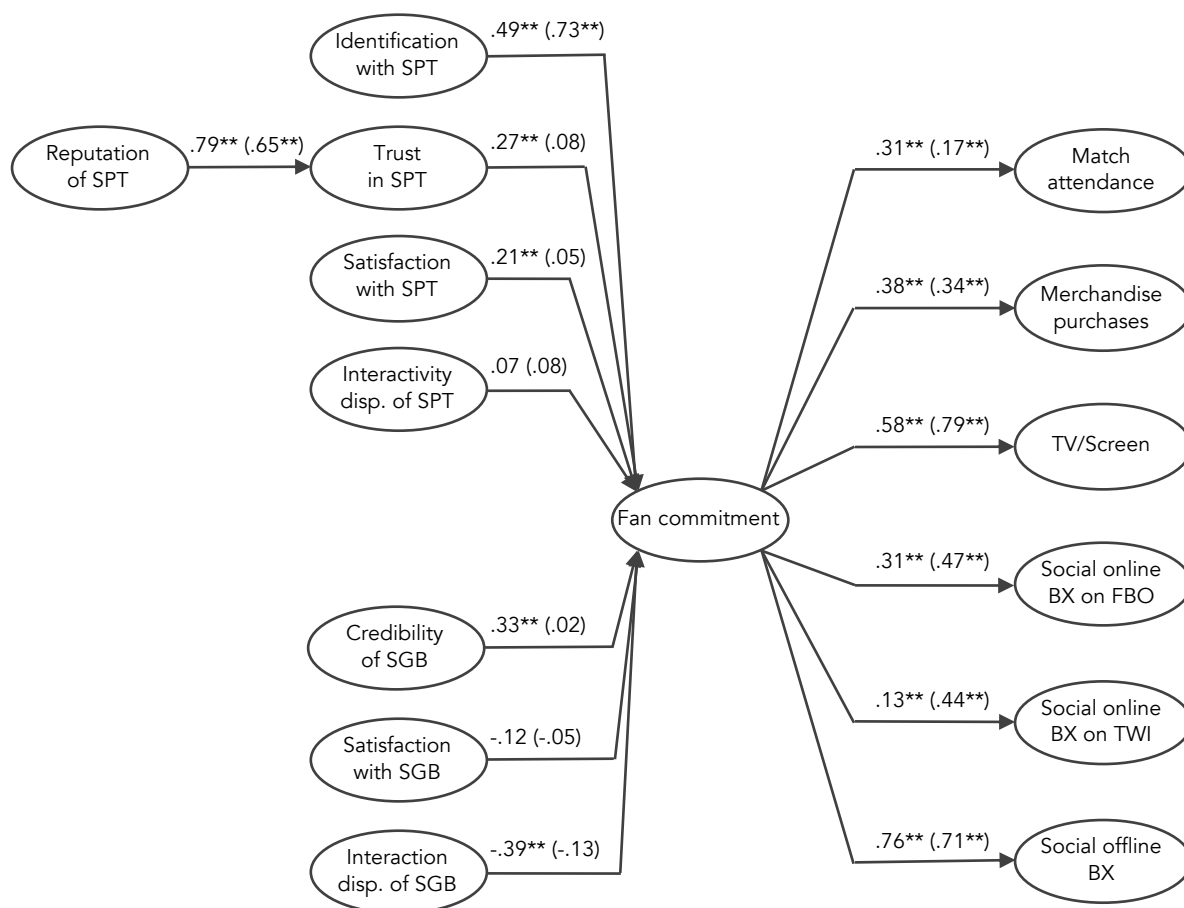 Identification
with SPT
.49** (.73**)
Reputation
of SPT
.79** (.65**)
Trust
in SPT
.27** (.08)
Satisfaction
with SPT
.21** (.05)
Interactivity
disp. of SPT
.07 (.08)
Fan commitment
Credibility
of SGB
.33** (.02)
Satisfaction
with SGB
-.12 (-.05)
Interaction
disp. of SGB
-.39** (-.13)
.31** (.17**)
Match
attendance
.38** (.34**)
Merchandise
purchases
.58** (.79**)
TV/Screen
.31** (.47**)
Social online
BX on FBO
.13** (.44**)
Social online
BX on TWI
.76** (.71**)
Social offline
BX